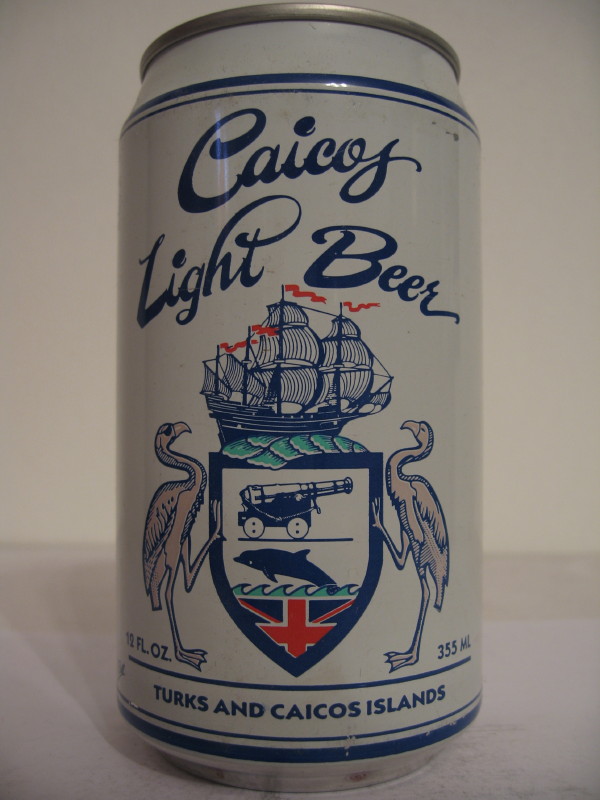 Caicos
Light Beer
12 FL. OZ.
355 ML
TURKS AND CAICOS ISLANDS